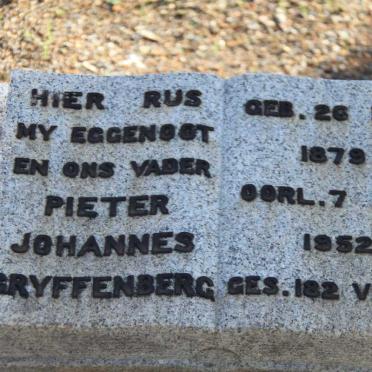 HIER RUS
MY EGGENOOT
EN ONS VADER
PIETER
JOHANNES
GRYFFENBERG
GEB. 26
1879
OORL. 7
1952
GES. 182 V